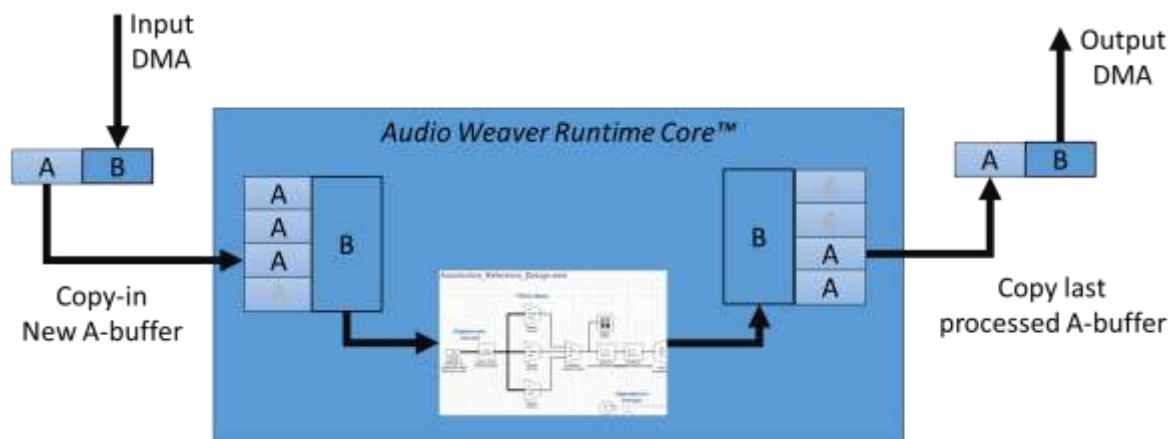 Input
DMA
Output
DMA
Audio Weaver Runtime Core™
A
B
A
B
A
A
A
A
B
B
A
A
A
A
Copy-in
New A-buffer
Copy last
processed A-buffer